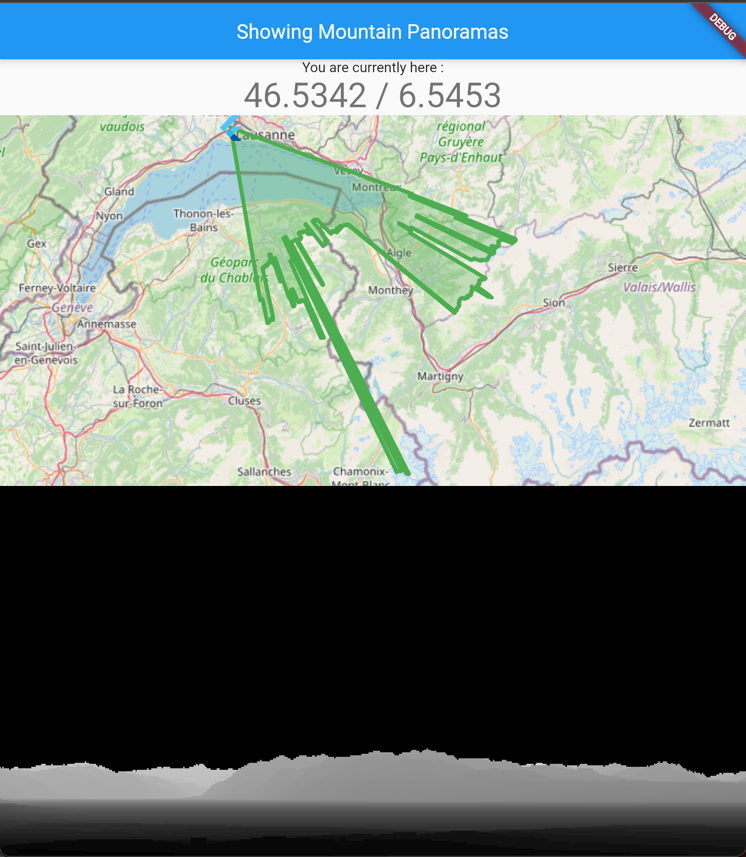 Showing Mountain Panoramas
DEBUG
You are currently here :
46.5342 / 6.5453
vaudois
Lausanne
régional
Gruyère
Pays-d'Enhaut
Vevey
Montreux
Gland
Nyon
Thonon-les-
Bains
Gex
Aigle
Géoparc
du Chablais
Sierre
Ferney-Voltaire
Monthey
Valais/Wallis
Genève
Sion
Annemasse
Saint-Julien-
en-Genevois
Martigny
La Roche-
sur-Foron
Cluses
Zermatt
Sallanches
Chamonix-
Mont-Blanc